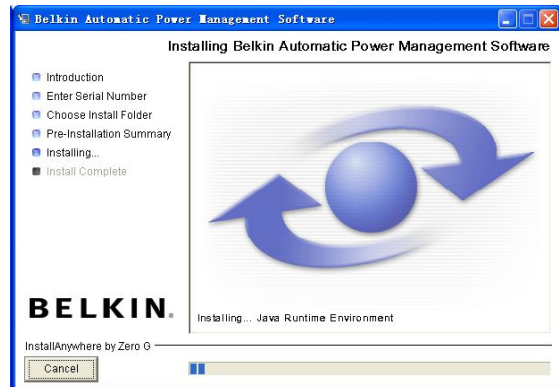 Belkin Automatic Power Management Software
Installing Belkin Automatic Power Management Software
Introduction
Enter Serial Number
Choose Install Folder
Pre-Installation Summary
Installing...
Install Complete
BELKIN.
Installing... Java Runtime Environment
InstallAnywhere by Zero G
Cancel